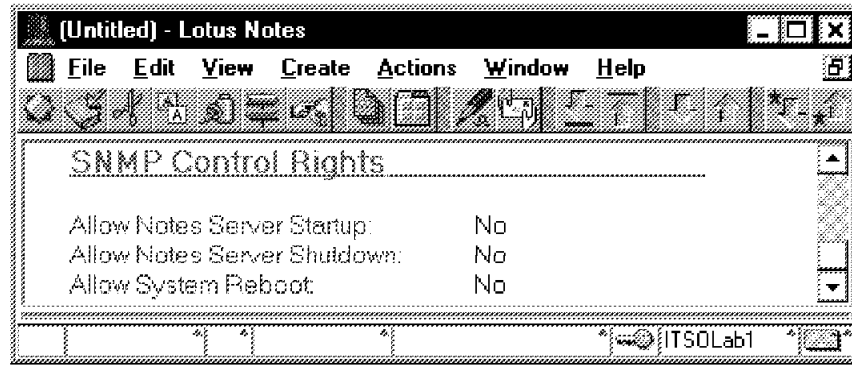 (Untitled) - Lotus Notes
File Edit View Create Actions Window Help
SNMP Control Rights
Allow Notes Server Startup: No
Allow Notes Server Shutdown: No
Allow System Reboot: No
ITSOLab1